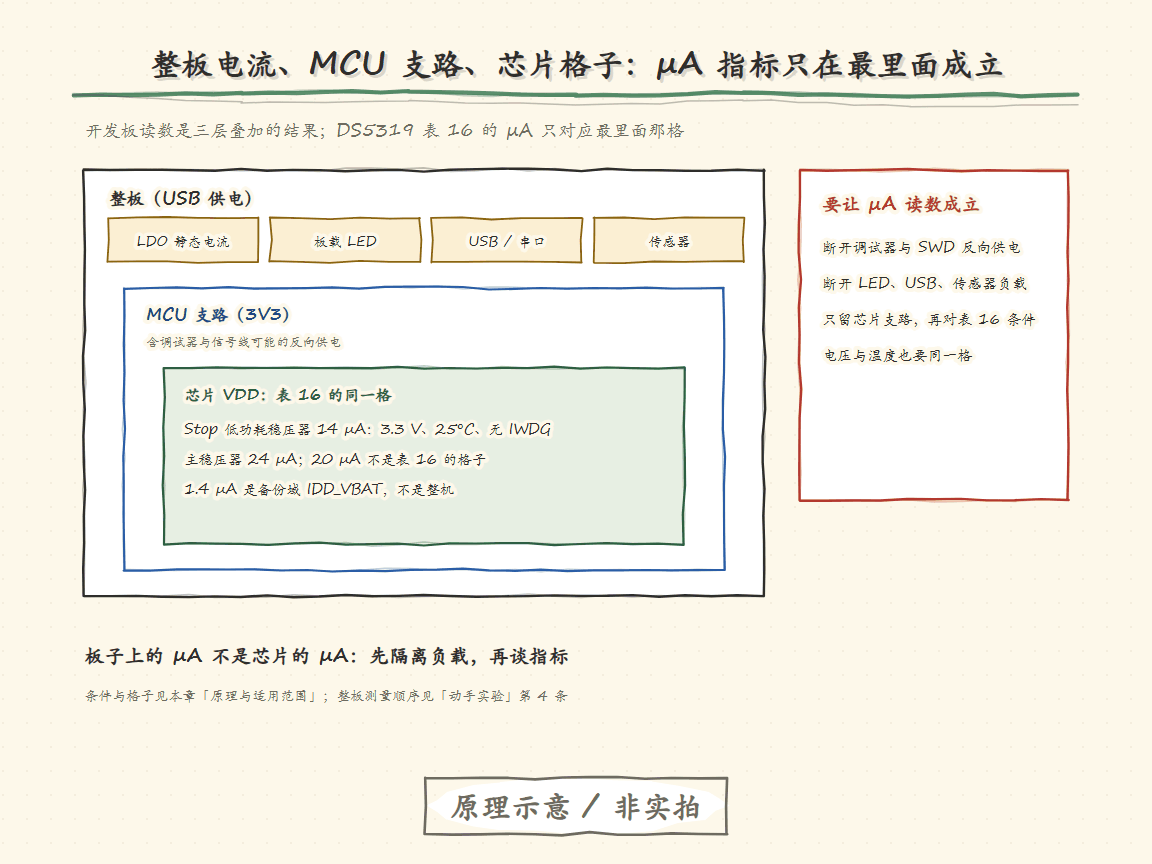 整板电流、MCU 支路、芯片格子：μA 指标只在最里面成立
开发板读数是三层叠加的结果；DS5319 表 16 的 μA 只对应最里面那格
整板（USB 供电）
LDO 静态电流
板载 LED
USB / 串口
传感器
MCU 支路（3V3）
含调试器与信号线可能的反向供电
芯片 VDD：表 16 的同一格
Stop 低功耗稳压器 14 μA：3.3 V、25°C、无 IWDG
主稳压器 24 μA；20 μA 不是表 16 的格子
1.4 μA 是备份域 IDD_VBAT，不是整机
要让 μA 读数成立
断开调试器与 SWD 反向供电
断开 LED、USB、传感器负载
只留芯片支路，再对表 16 条件
电压与温度也要同一格
板子上的 μA 不是芯片的 μA：先隔离负载，再谈指标
条件与格子见本章「原理与适用范围」；整板测量顺序见「动手实验」第 4 条
原理示意 / 非实拍